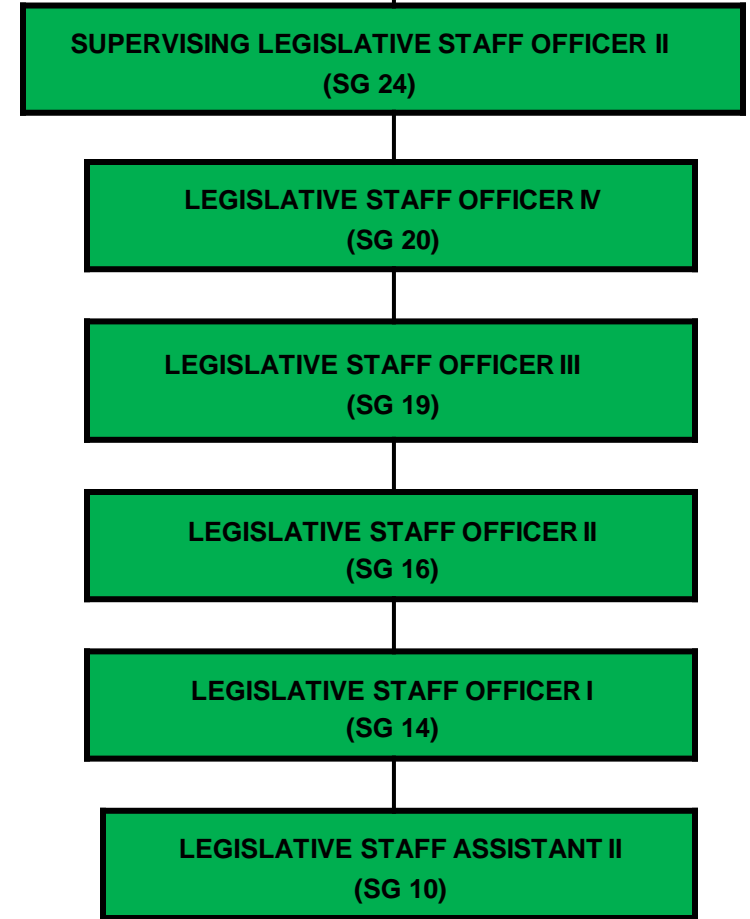 SUPERVISING LEGISLATIVE STAFF OFFICER II
(SG 24)
LEGISLATIVE STAFF OFFICER IV
(SG 20)
LEGISLATIVE STAFF OFFICER III
(SG 19)
LEGISLATIVE STAFF OFFICER II
(SG 16)
LEGISLATIVE STAFF OFFICER I
(SG 14)
LEGISLATIVE STAFF ASSISTANT II
(SG 10)